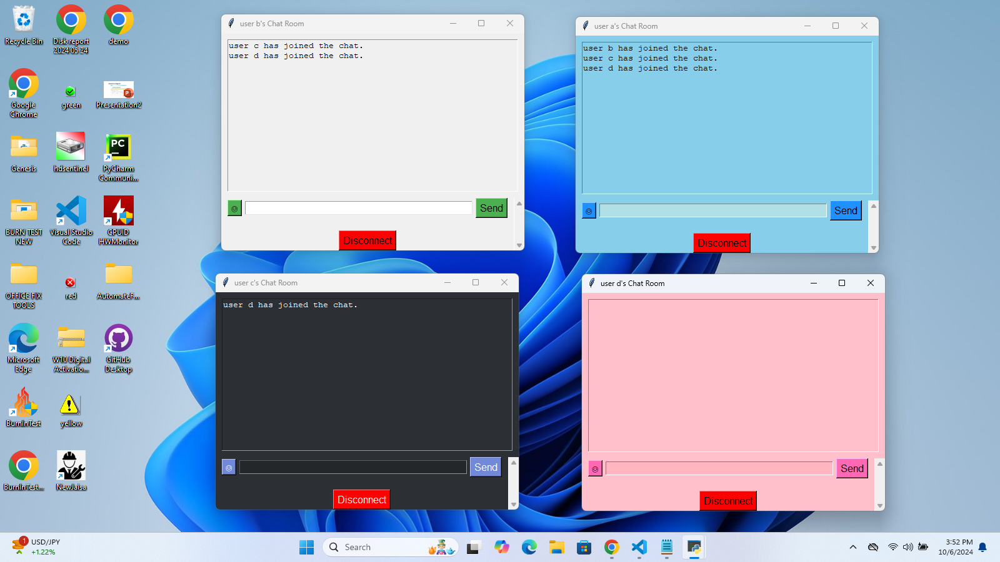 Recycle Bin
Disk report
2024 05 24
demo
Google
Chrome
green
Presentation2
Genesis
hdsentinel
PC
PyCharm
Communi...
BURN TEST
NEW
Visual Studio
Code
CPUID
HWMonitor
OFFICE FIX
TOOLS
red
AutomateF...
Microsoft
Edge
W10 Digital
Activatio...
GitHub
Desktop
BurnInTest
yellow
BurnInTest...
NewJaisa
user b's Chat Room
user c has joined the chat.
user d has joined the chat.
Send
Disconnect
user a's Chat Room
user b has joined the chat.
user c has joined the chat.
user d has joined the chat.
Send
Disconnect
user c's Chat Room
user d has joined the chat.
Send
Disconnect
user d's Chat Room
Send
Disconnect
1
USD/JPY
+1.22%
Search
3:52 PM
10/6/2024